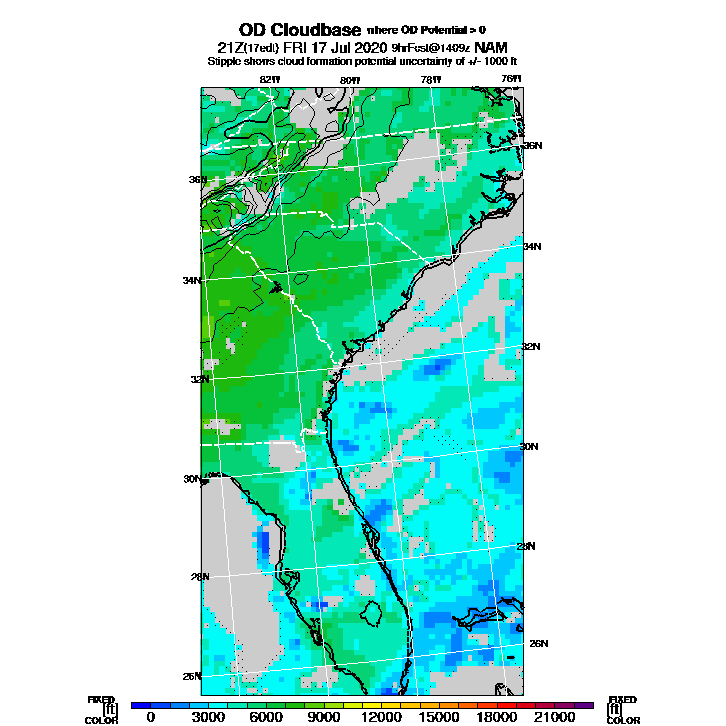 OD Cloudbase where OD Potential > 0
21Z(17edt) FRI 17 Jul 2020 9hrFcst@1409z NAM
Stipple shows cloud formation potential uncertainty of +/- 1000 ft
82W 80W 78W 76W
36N 36N
34N 34N
32N 32N
30N 30N
28N 28N
26N 26N
FIXED FIXED
[ft] [ft]
COLOR 0 3000 6000 9000 12000 15000 18000 21000 COLOR